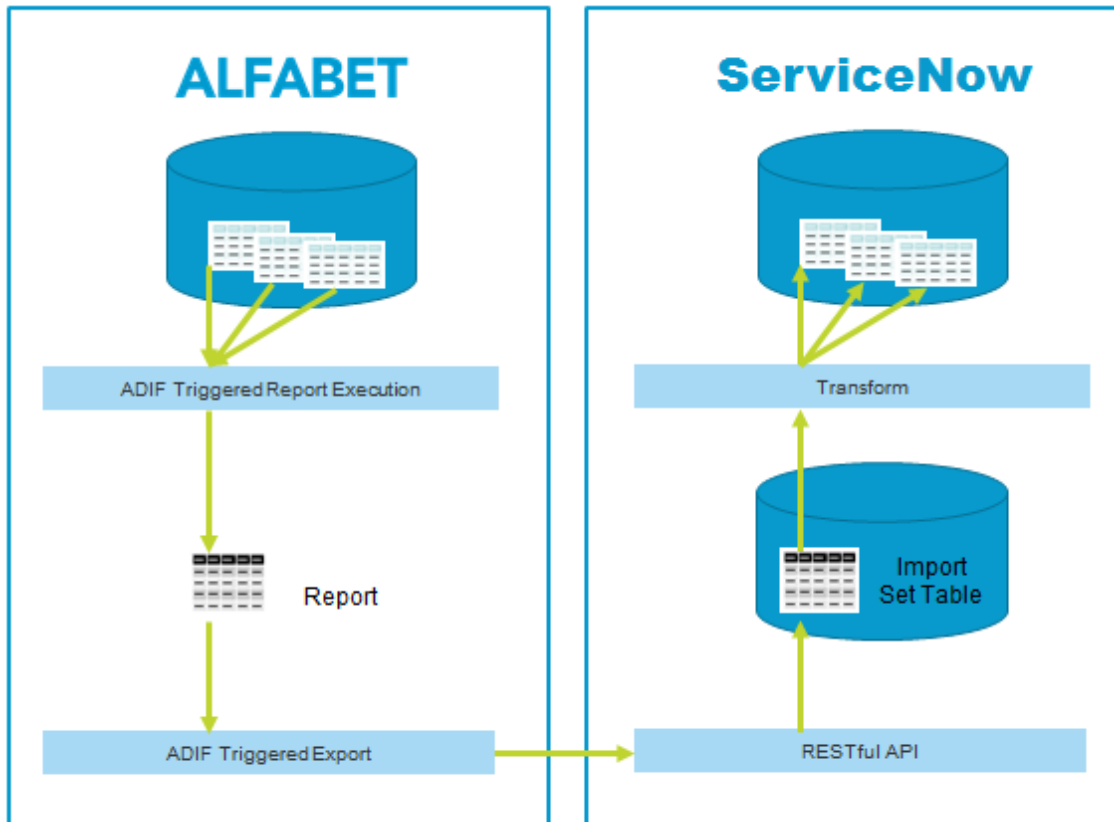 ALFABET
ADIF Triggered Report Execution
Report
ADIF Triggered Export
ServiceNow
Transform
Import
Set Table
RESTful API